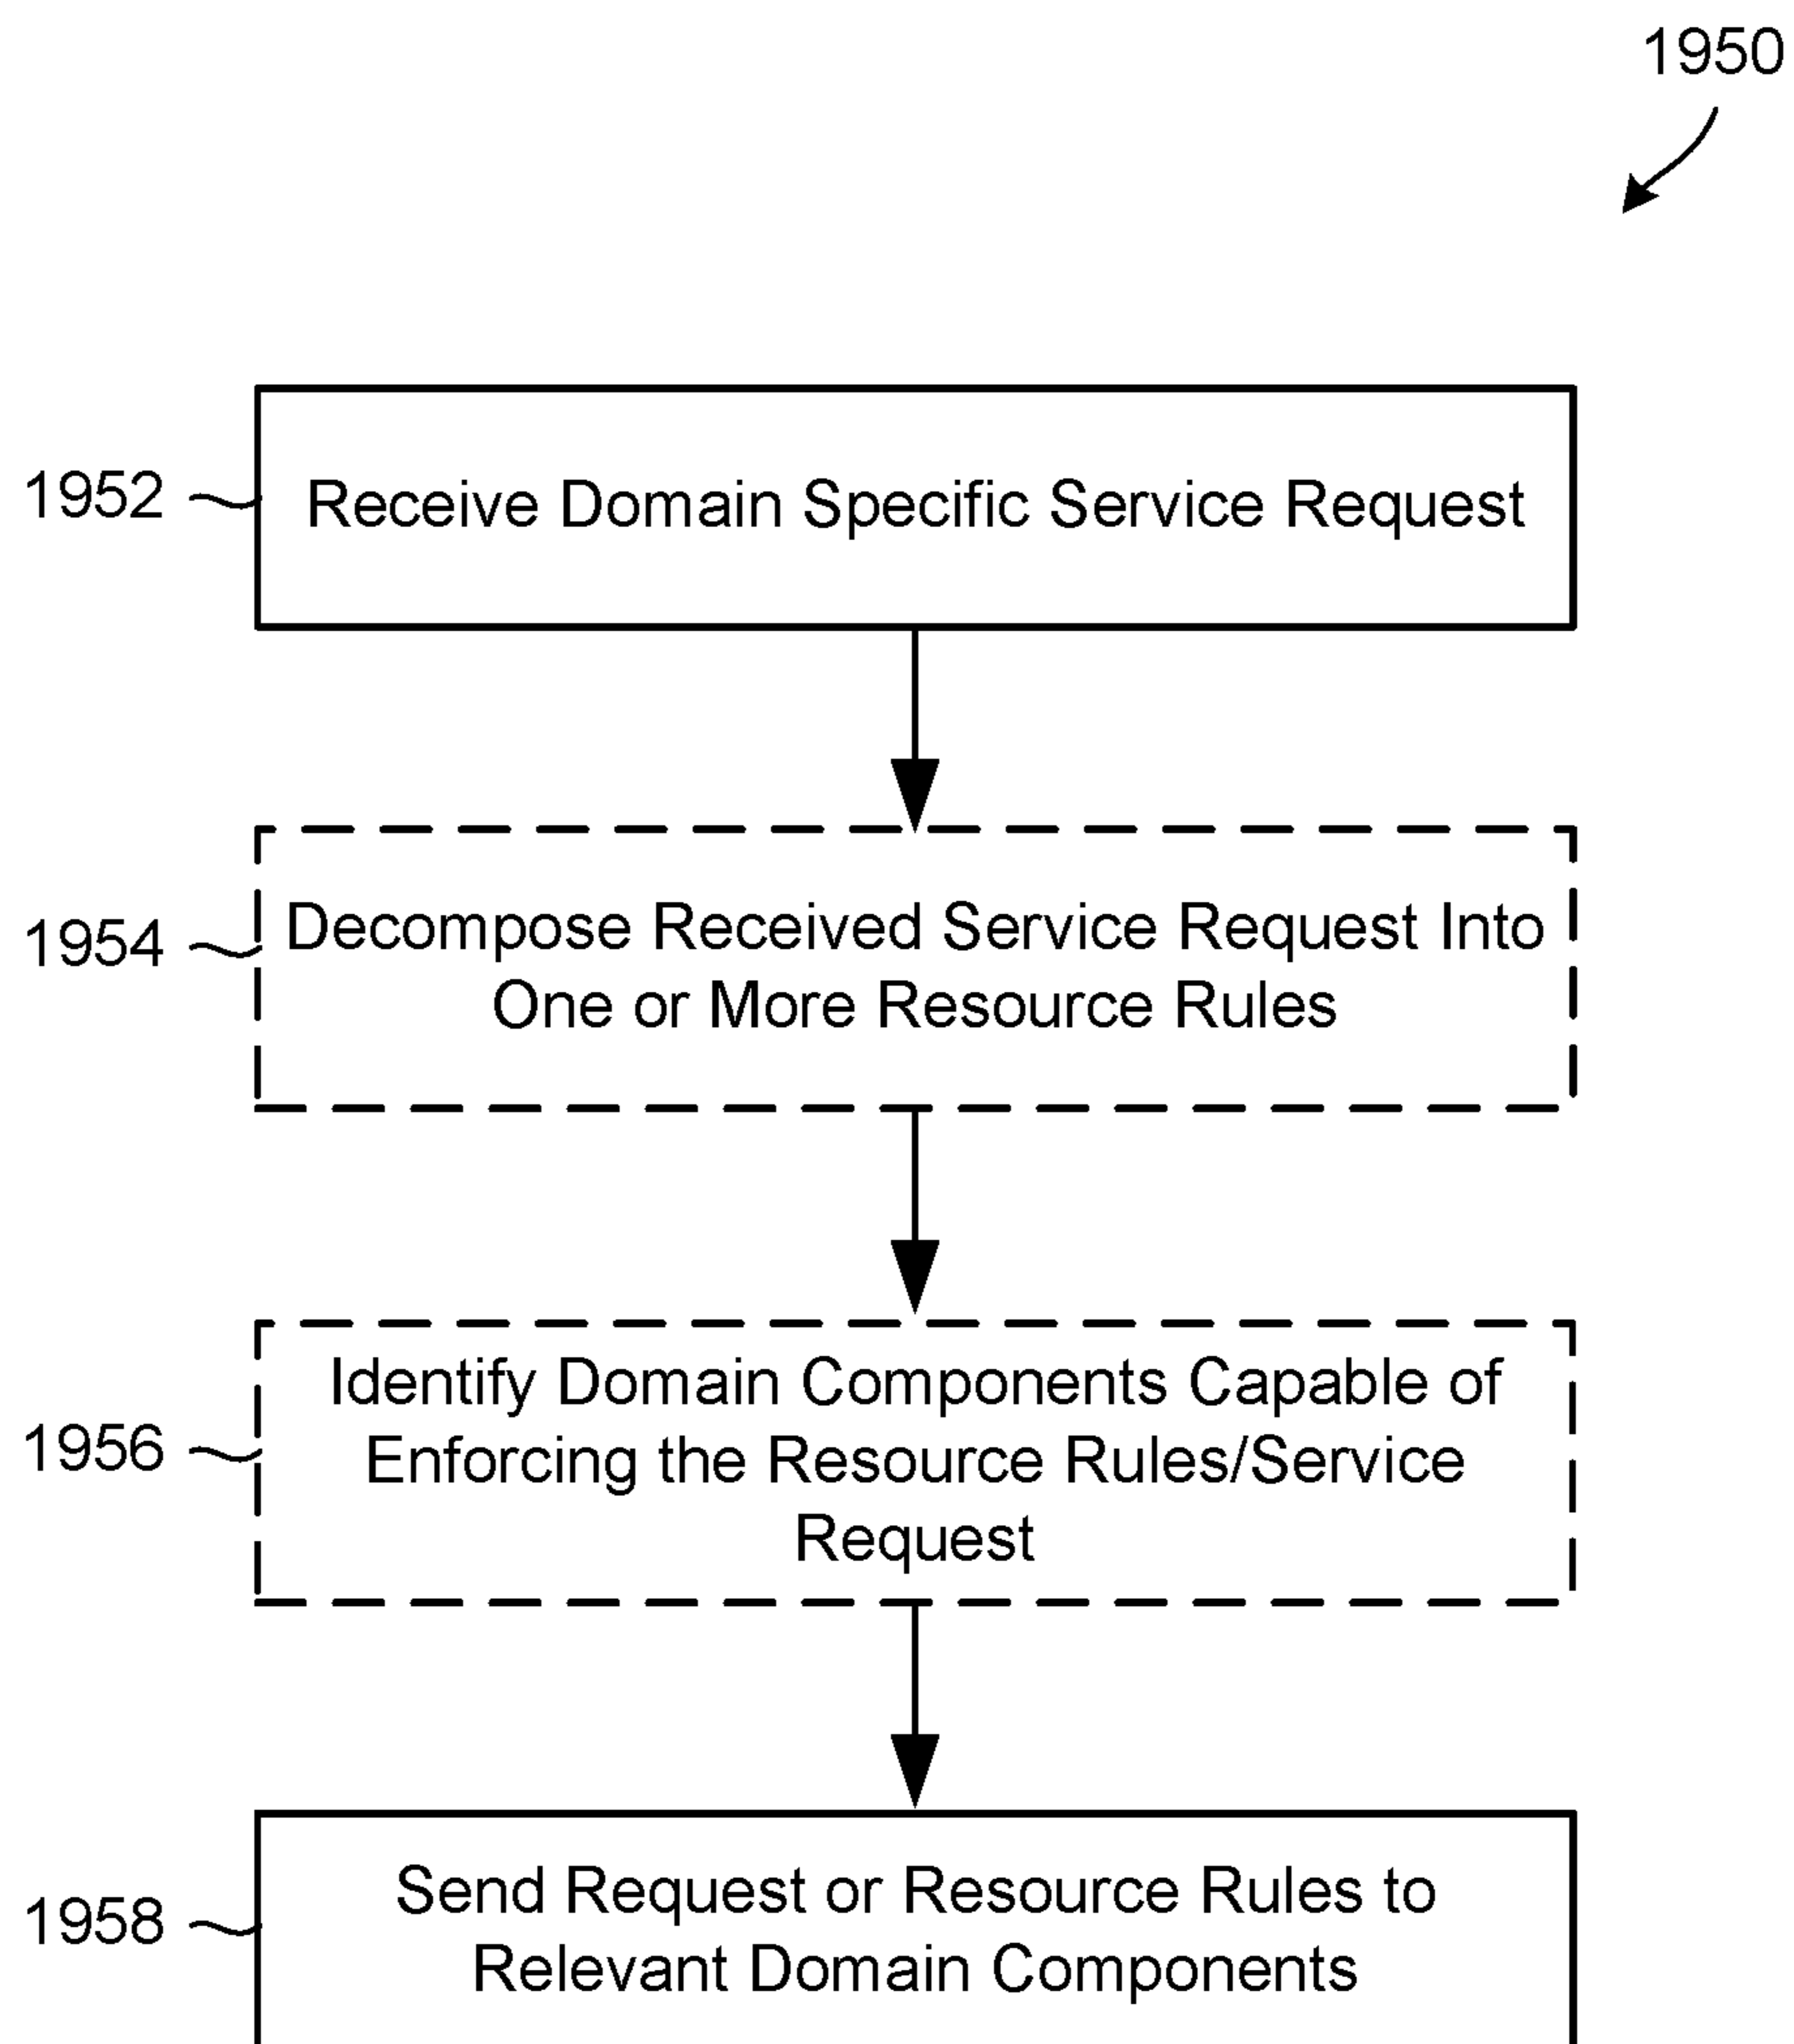 1950
1952
Receive Domain Specific Service Request
1954
Decompose Received Service Request Into
One or More Resource Rules
1956
Identify Domain Components Capable of
Enforcing the Resource Rules/Service
Request
1958
Send Request or Resource Rules to
Relevant Domain Components